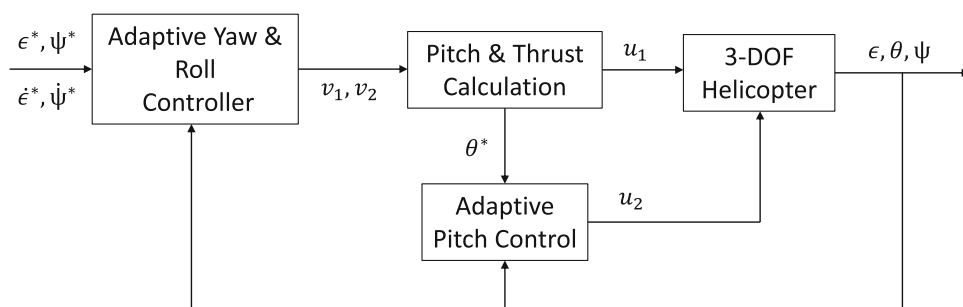 ϵ*, ψ*
ϵ̇*, ψ̇*
Adaptive Yaw &
Roll
Controller
v₁, v₂
Pitch & Thrust
Calculation
u₁
3-DOF
Helicopter
ϵ, θ, ψ
θ*
Adaptive
Pitch Control
u₂